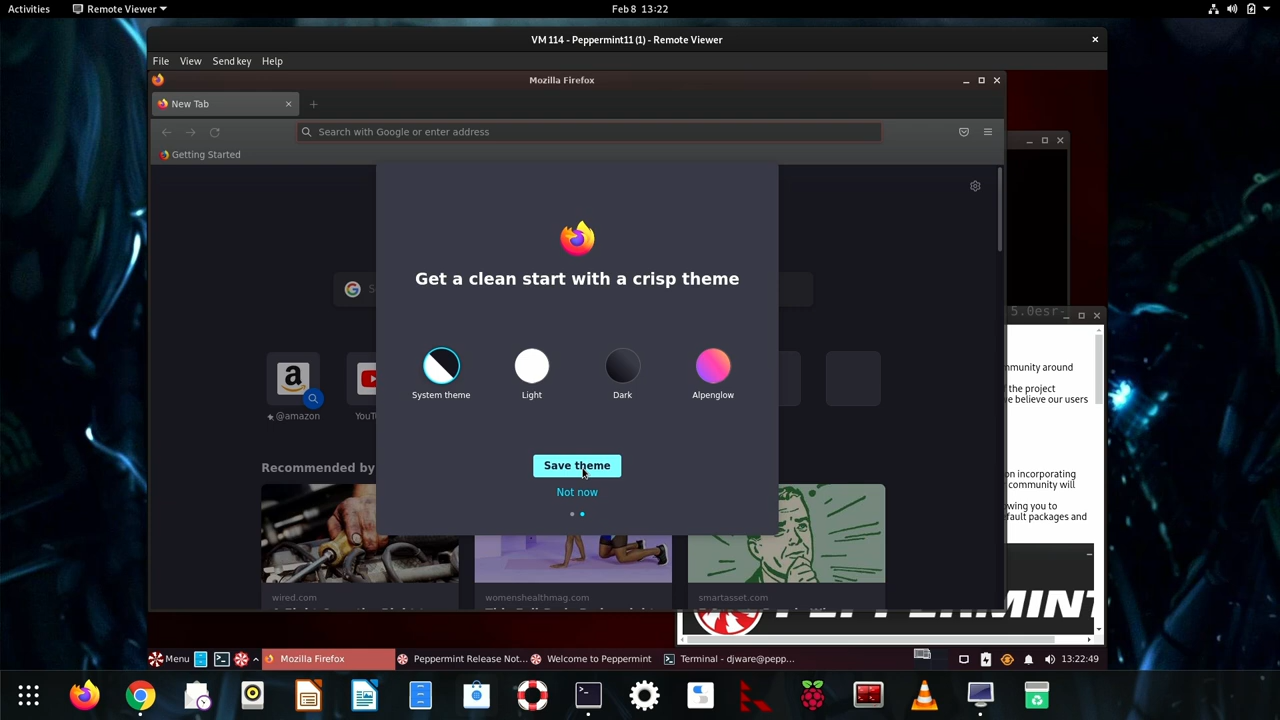 Activities
Remote Viewer
Feb 8 13:22
VM 114 - Peppermint11 (1) - Remote Viewer
File View Send key Help
Mozilla Firefox
New Tab
Search with Google or enter address
Getting Started
Get a clean start with a crisp theme
System theme
Light
Dark
Alpenglow
Save theme
Not now
@amazon
Recommended by
wired.com
womenshealthmag.com
smartasset.com
5.0esr-
mmunity around
the project
e believe our users
on incorporating
community will
wing you to
fault packages and
PEPPERMINT
Menu
Mozilla Firefox
Peppermint Release Not...
Welcome to Peppermint
Terminal - djware@pepp...
13:22:49